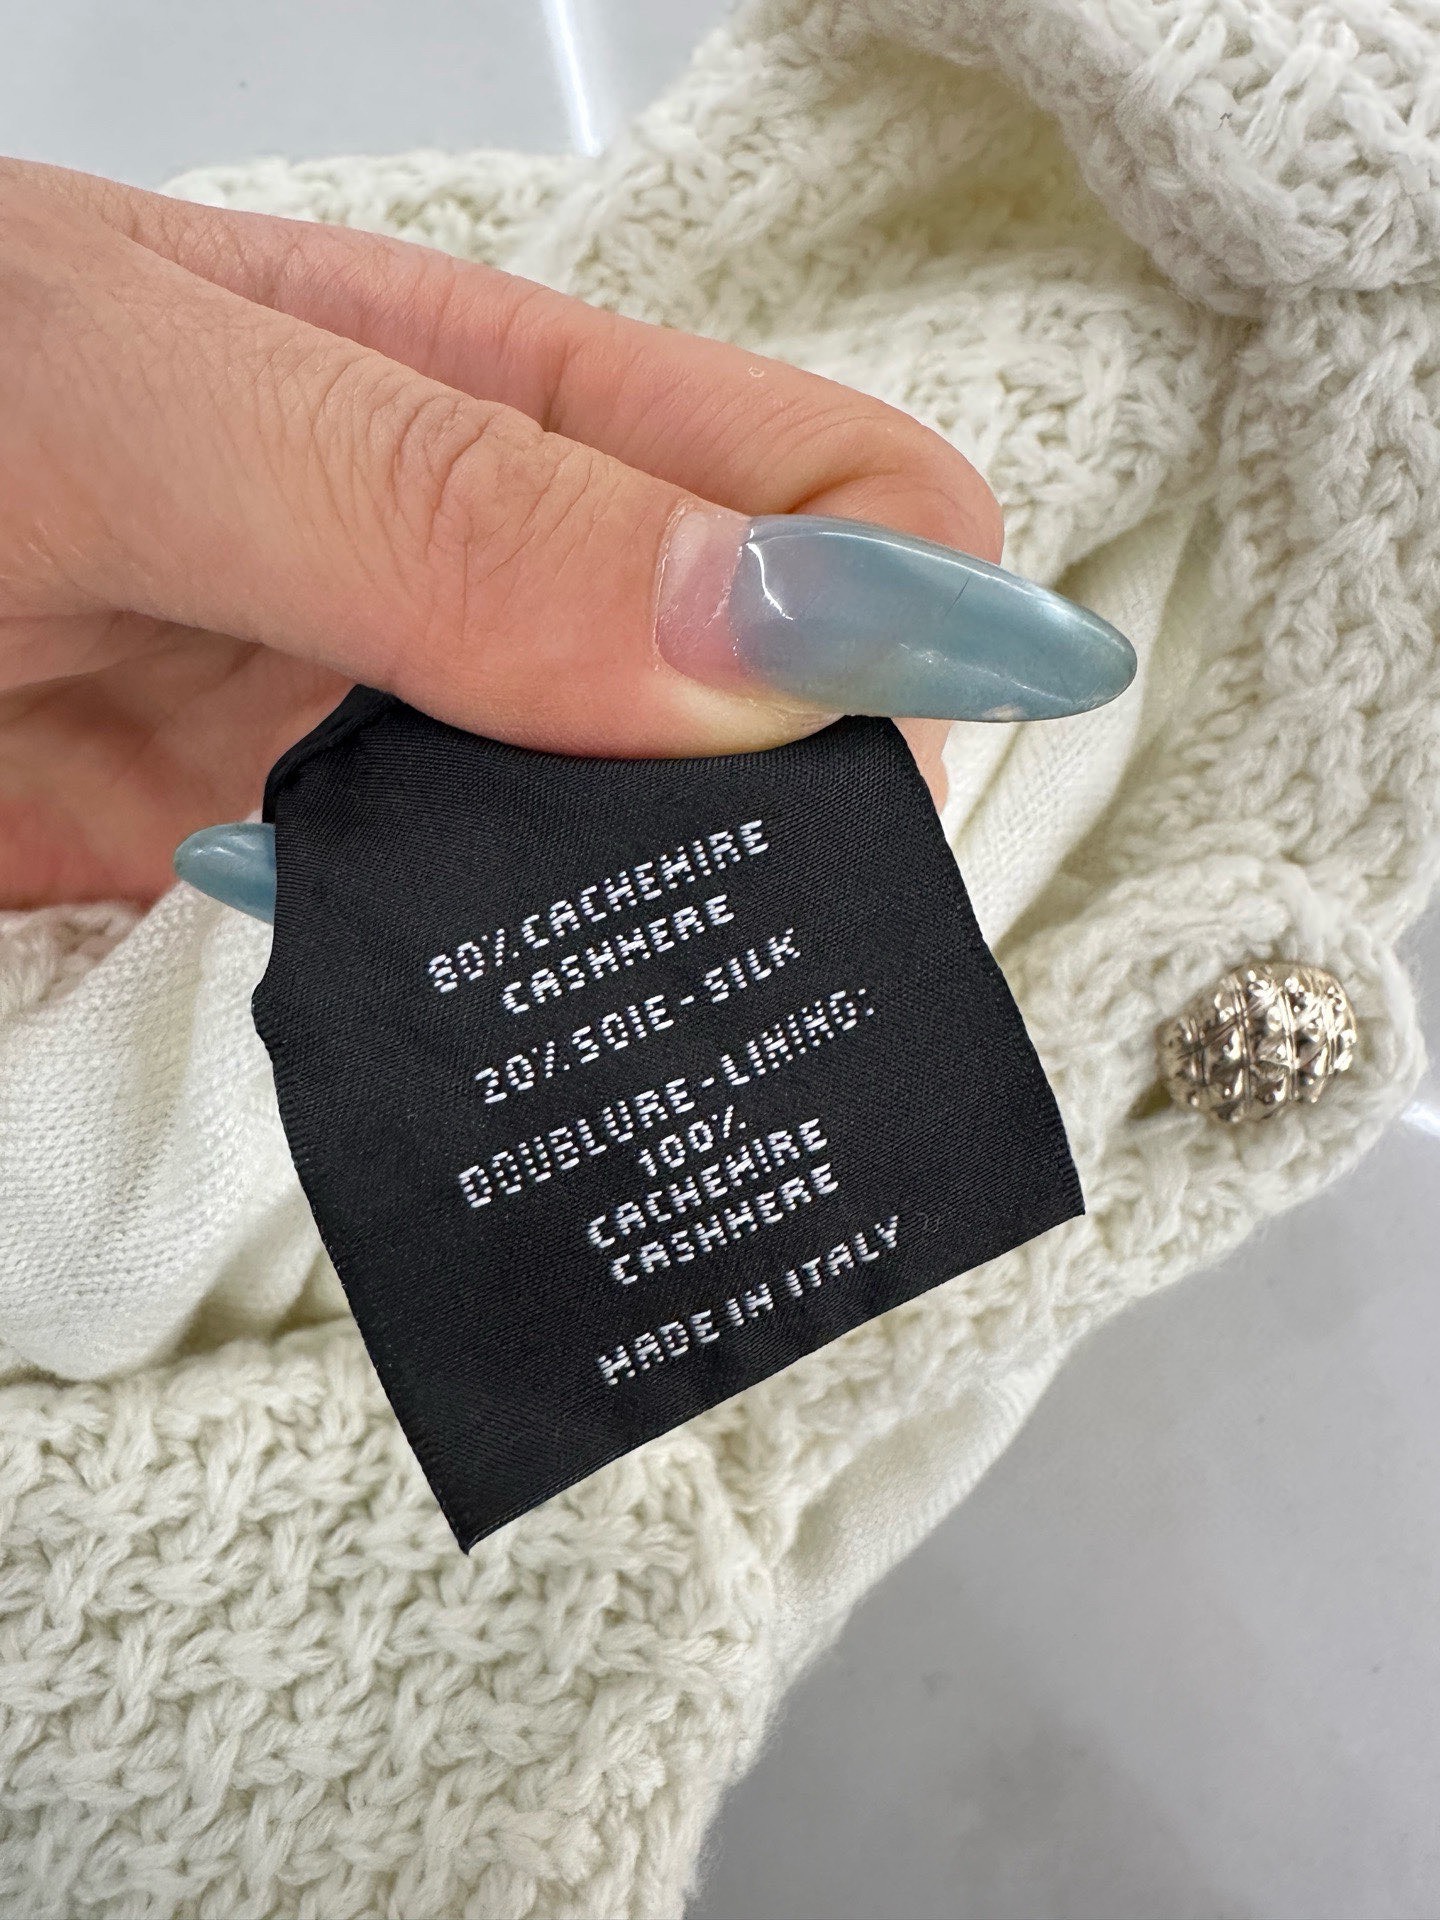 80% CACHEMIRE
CASHMERE
20% SOIE-SILK
DOUBLURE-LINING:
100%
CACHEMIRE
CASHMERE
MADE IN ITALY